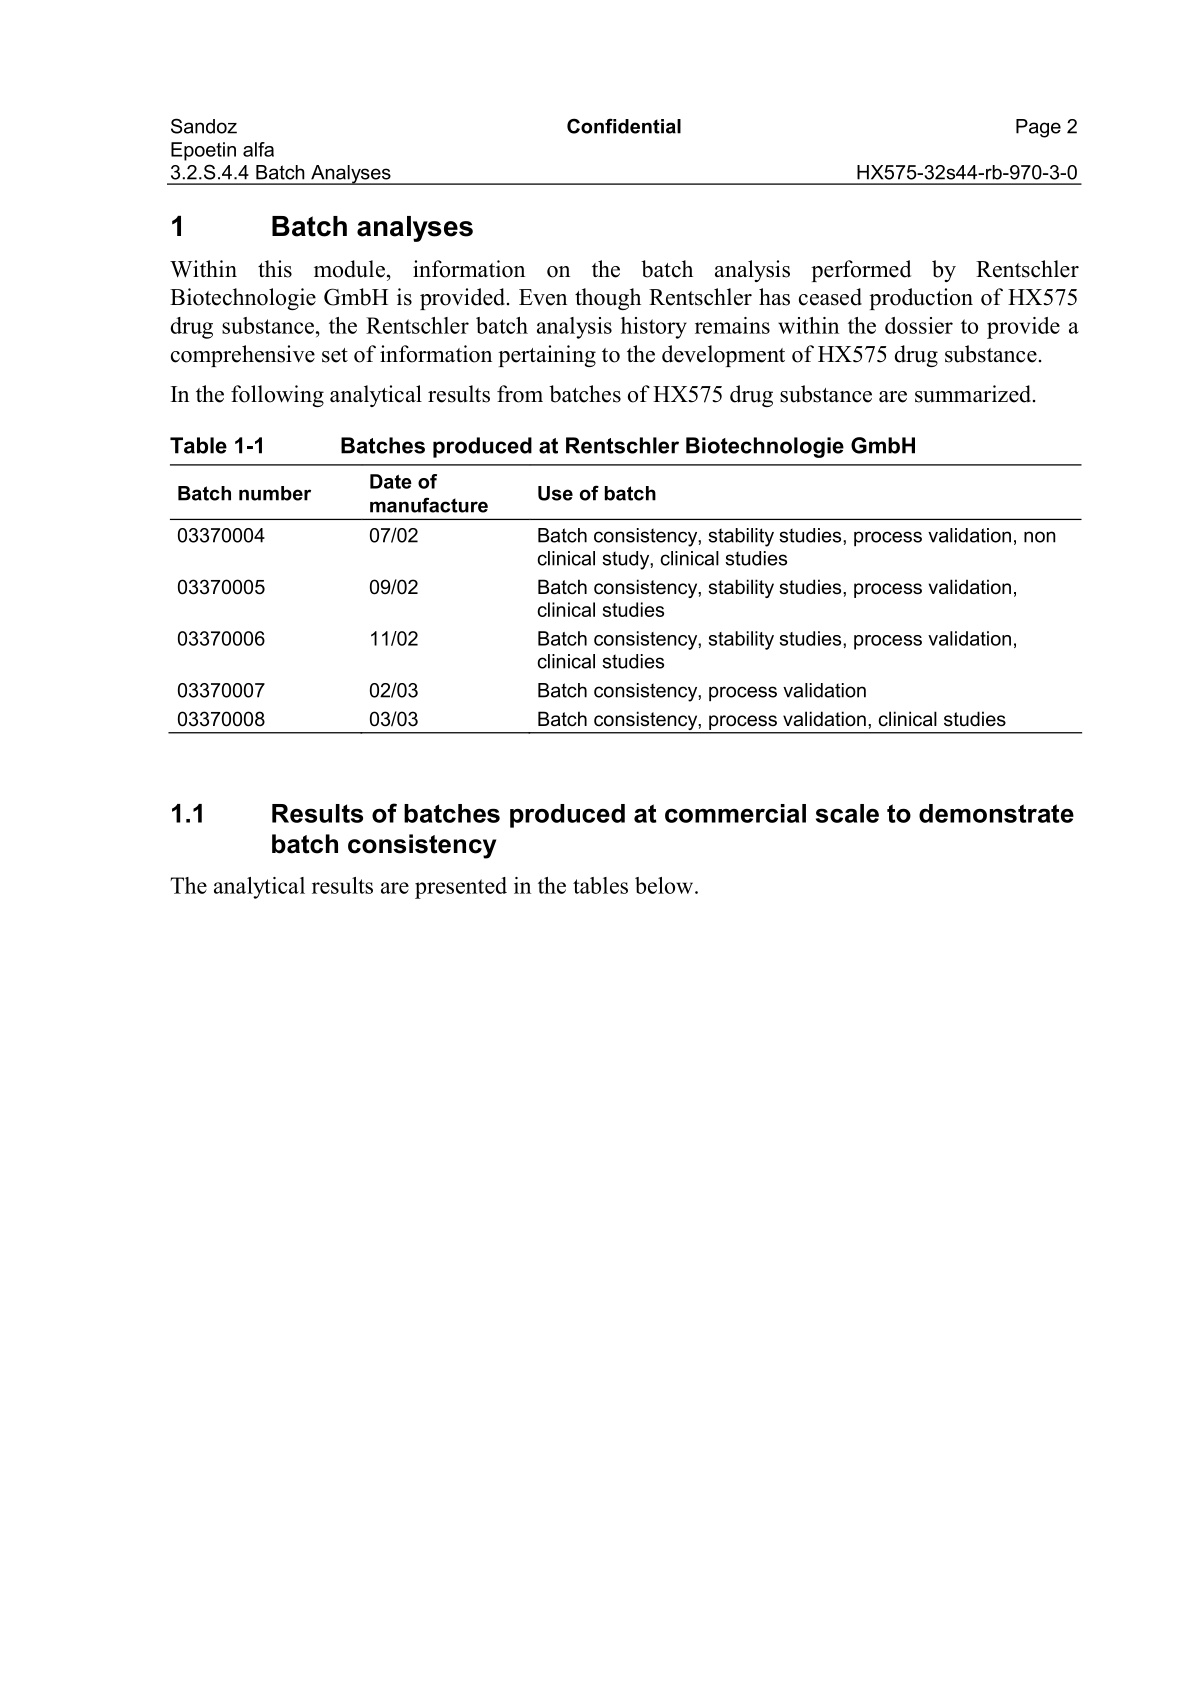 Sandoz Confidential Page 2
Epoetin alfa
3.2.S.4.4 Batch Analyses HX575-32s44-rb-970-3-0
1 Batch analyses
Within this module, information on the batch analysis performed by Rentschler
Biotechnologie GmbH is provided. Even though Rentschler has ceased production of HX575
drug substance, the Rentschler batch analysis history remains within the dossier to provide a
comprehensive set of information pertaining to the development of HX575 drug substance.
In the following analytical results from batches of HX575 drug substance are summarized.
Table 1-1 Batches produced at Rentschler Biotechnologie GmbH
Batch number Date of manufacture Use of batch
03370004 07/02 Batch consistency, stability studies, process validation, non
clinical study, clinical studies
03370005 09/02 Batch consistency, stability studies, process validation,
clinical studies
03370006 11/02 Batch consistency, stability studies, process validation,
clinical studies
03370007 02/03 Batch consistency, process validation
03370008 03/03 Batch consistency, process validation, clinical studies
1.1 Results of batches produced at commercial scale to demonstrate
batch consistency
The analytical results are presented in the tables below.